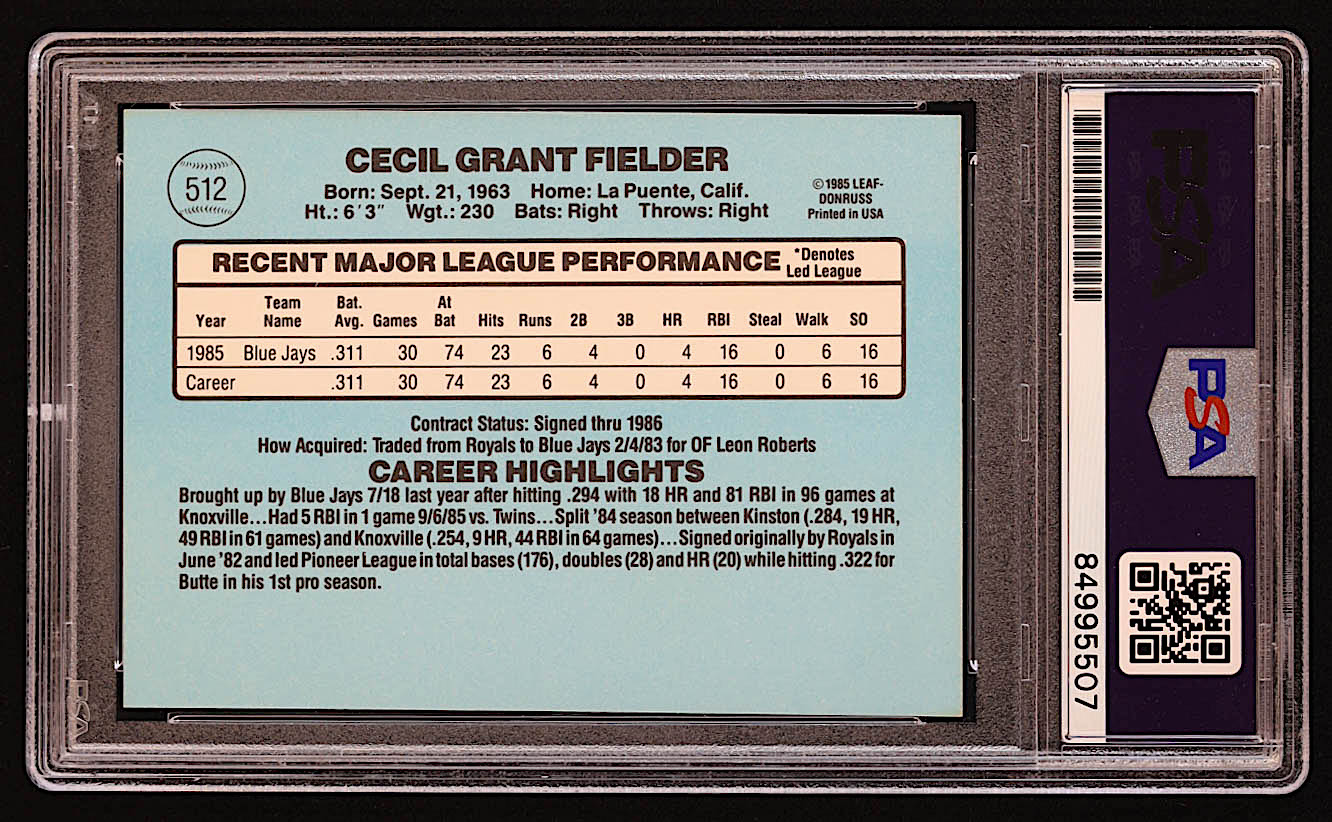 512
CECIL GRANT FIELDER
Born: Sept. 21, 1963 Home: La Puente, Calif.
Ht.: 6'3" Wgt.: 230 Bats: Right Throws: Right
©1985 LEAF-
DONRUSS
Printed in USA
RECENT MAJOR LEAGUE PERFORMANCE
*Denotes
Led League
Year Team Name Bat. Avg. Games At Bat Hits Runs 2B 3B HR RBI Steal Walk SO
1985 Blue Jays .311 30 74 23 6 4 0 4 16 0 6 16
Career .311 30 74 23 6 4 0 4 16 0 6 16
Contract Status: Signed thru 1986
How Acquired: Traded from Royals to Blue Jays 2/4/83 for OF Leon Roberts
CAREER HIGHLIGHTS
Brought up by Blue Jays 7/18 last year after hitting .294 with 18 HR and 81 RBI in 96 games at
Knoxville...Had 5 RBI in 1 game 9/6/85 vs. Twins...Split '84 season between Kinston (.284, 19 HR,
49 RBI in 61 games) and Knoxville (.254, 9 HR, 44 RBI in 64 games)...Signed originally by Royals in
June '82 and led Pioneer League in total bases (176), doubles (28) and HR (20) while hitting .322 for
Butte in his 1st pro season.
PSA
PSA
84995507
PSA